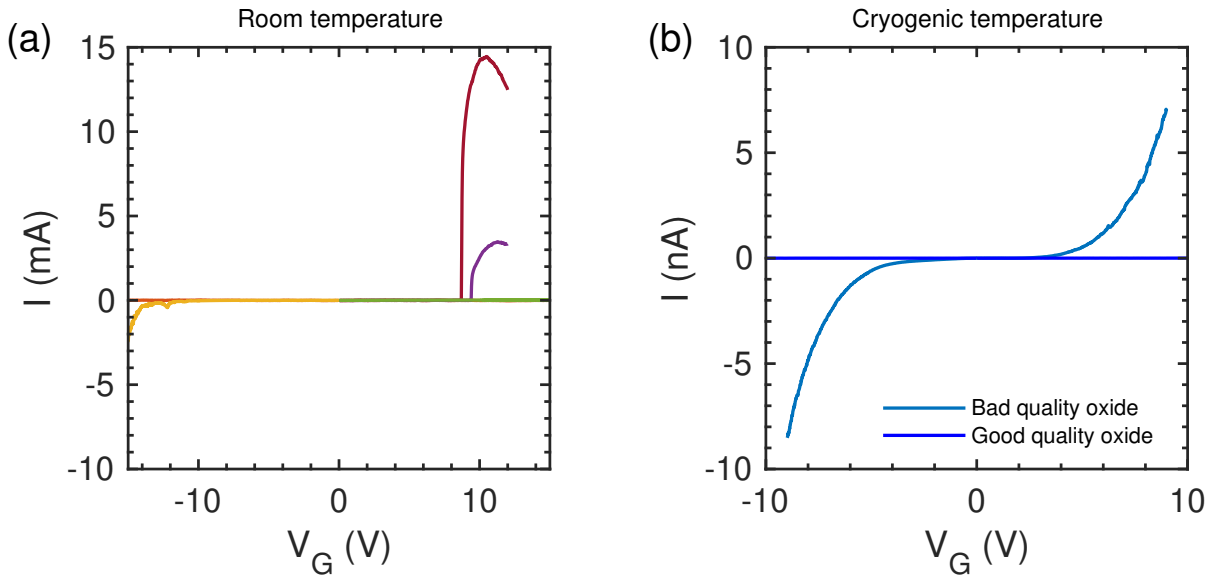 (a)
Room temperature
15
10
5
0
-5
-10
-10
0
10
I (mA)
V_G (V)
(b)
Cryogenic temperature
10
5
0
-5
-10
-10
0
10
I (nA)
V_G (V)
Bad quality oxide
Good quality oxide